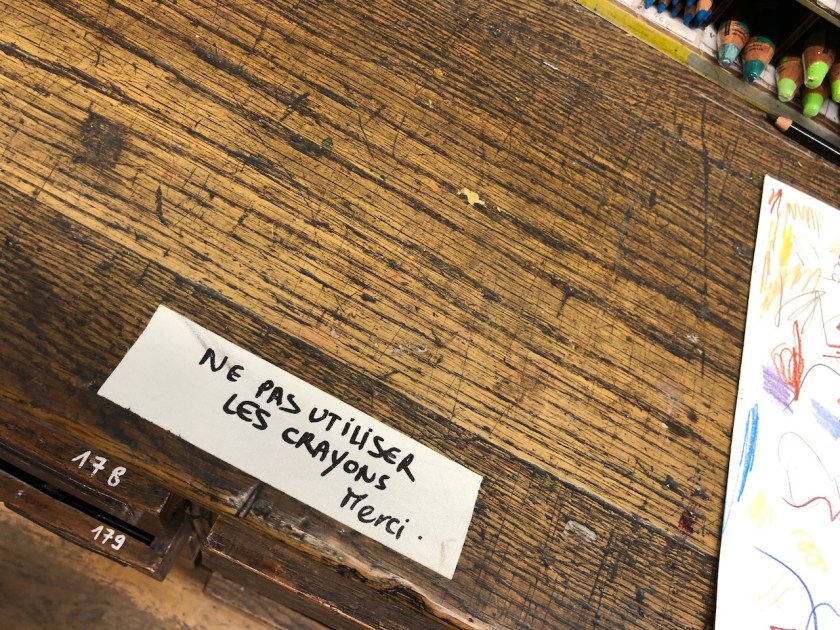 NE PAS UTILISER
LES CRAYONS
Merci.
178
179